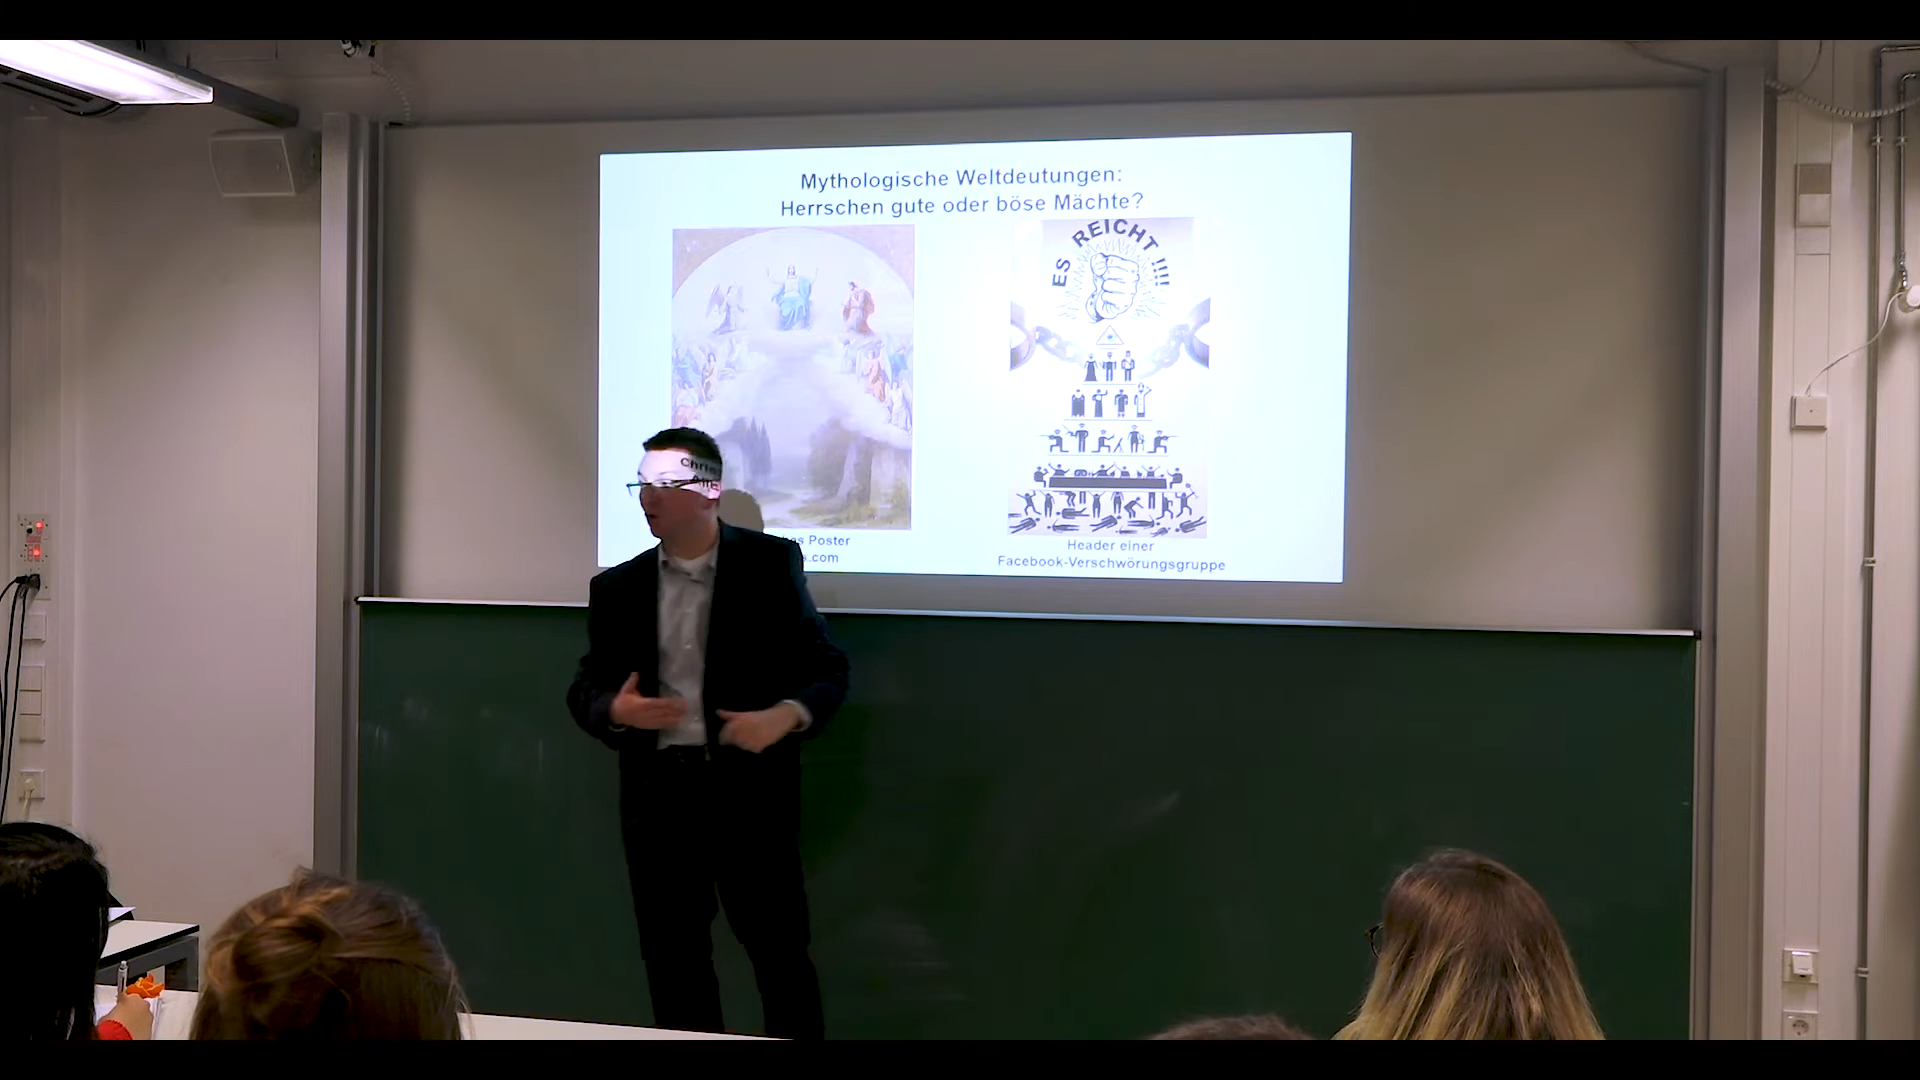 Mythologische Weltdeutungen:
Herrschen gute oder böse Mächte?
ES REICHT!!!!
Poster
.com
Header einer
Facebook-Verschwörungsgruppe